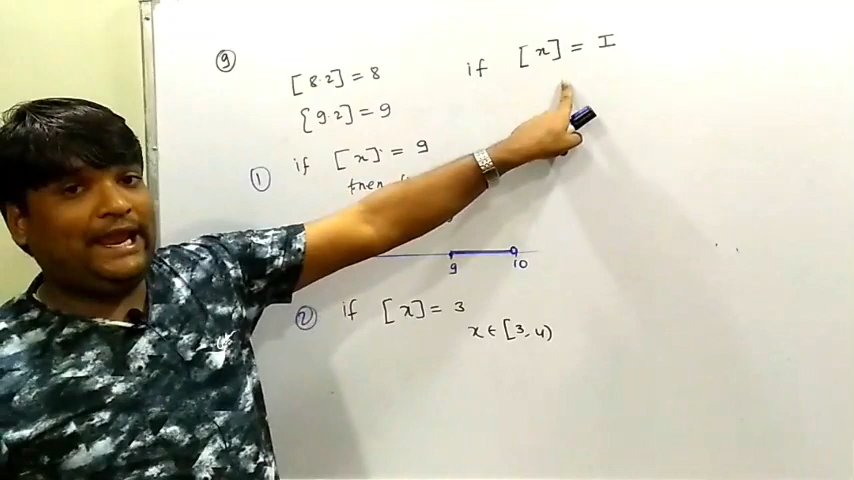 ⑨
[8.2] = 8
{9.2] = 9
① if [x] = 9
then
9 10
② if [x] = 3
x ∈ [3, 4)
if [x] = I